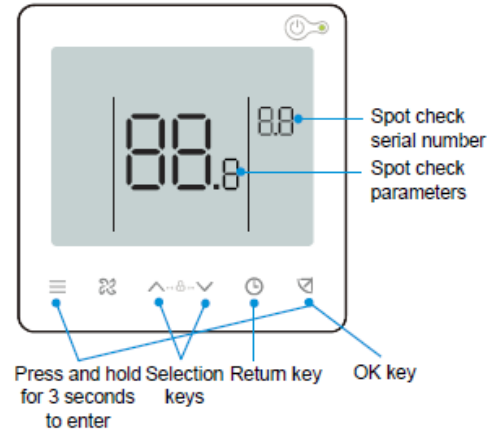 8.8
88.8
Spot check
serial number
Spot check
parameters
Press and hold
for 3 seconds
to enter
Selection
keys
Return key
OK key